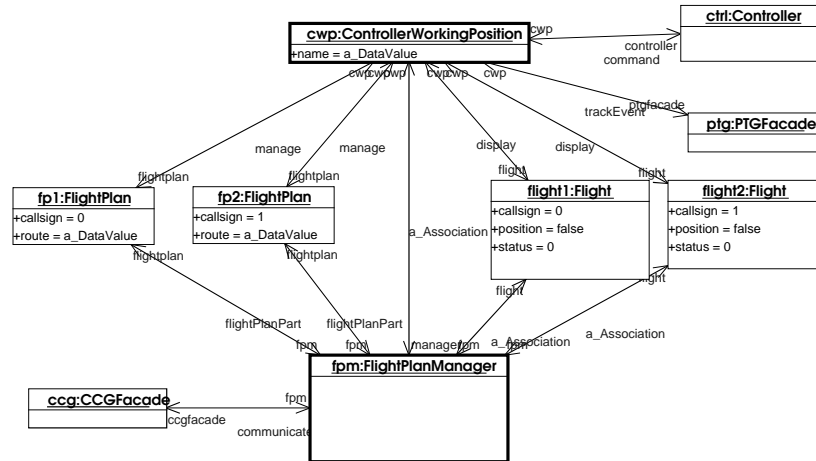 cwp:ControllerWorkingPosition
+name = a_DataValue
ctrl:Controller
cwp
controller
command
cwp
cwp
cwp
cwp
cwp
ptgfacade
trackEvent
ptg:PTGFacade
manage
manage
display
display
flightplan
flightplan
flight
flight
fp1:FlightPlan
+callsign = 0
+route = a_DataValue
fp2:FlightPlan
+callsign = 1
+route = a_DataValue
flight1:Flight
+callsign = 0
+position = false
+status = 0
flight2:Flight
+callsign = 1
+position = false
+status = 0
a_Association
flightplan
flightplan
flight
flight
flightPlanPart
flightPlanPart
a_Association
a_Association
fpm
fpm
manager
fpm
fpm:FlightPlanManager
ccg:CCGFacade
fpm
ccgfacade
communicate